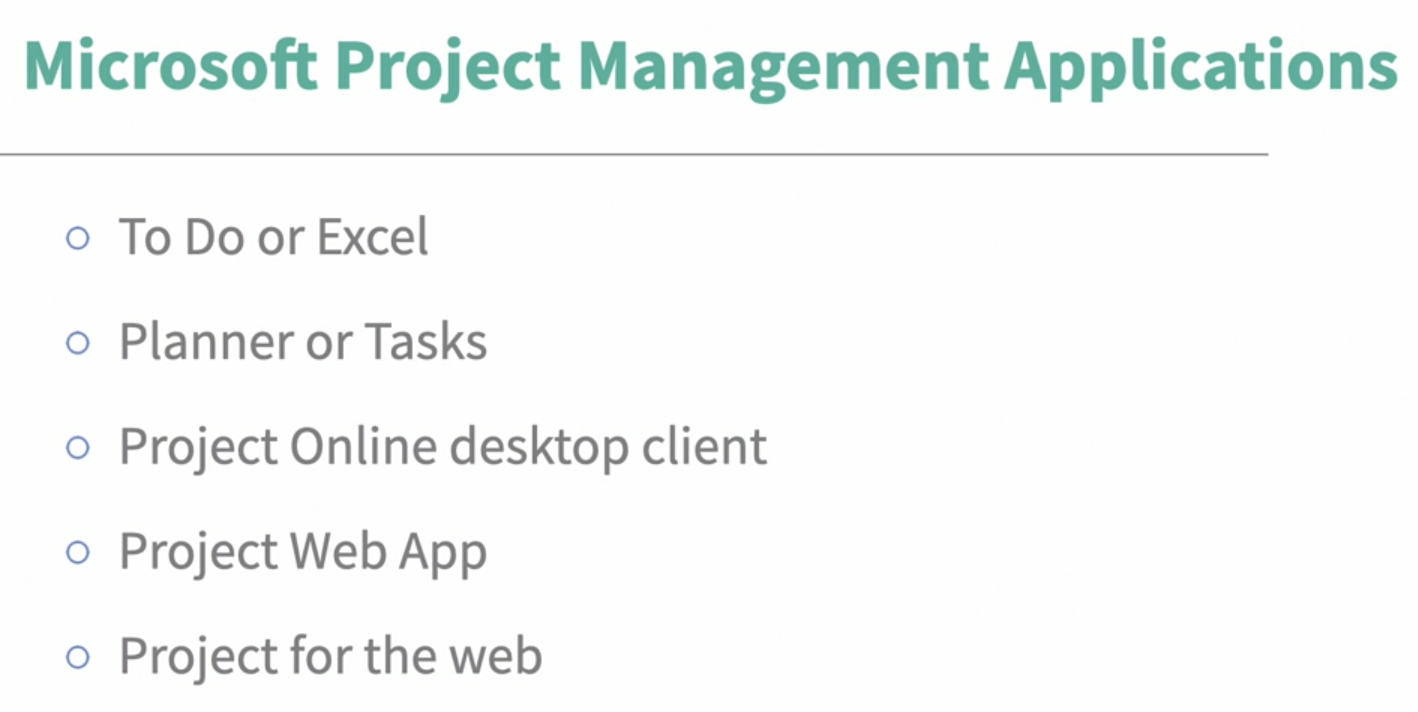 Microsoft Project Management Applications
To Do or Excel
Planner or Tasks
Project Online desktop client
Project Web App
Project for the web